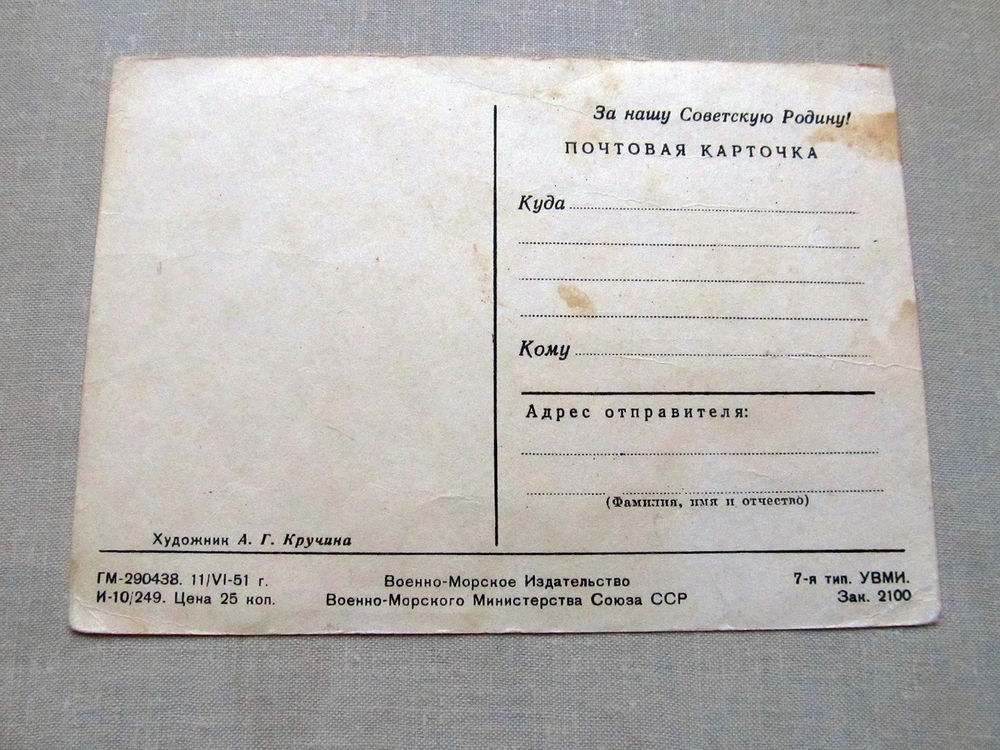 За нашу Советскую Родину!
ПОЧТОВАЯ КАРТОЧКА
Куда
Кому
Адрес отправителя:
(Фамилия, имя и отчество)
Художник А. Г. Кручина
ГМ-290438. 11/VI-51 г.
И-10/249. Цена 25 коп.
Военно-Морское Издательство
Военно-Морского Министерства Союза ССР
7-я тип. УВМИ.
Зак. 2100